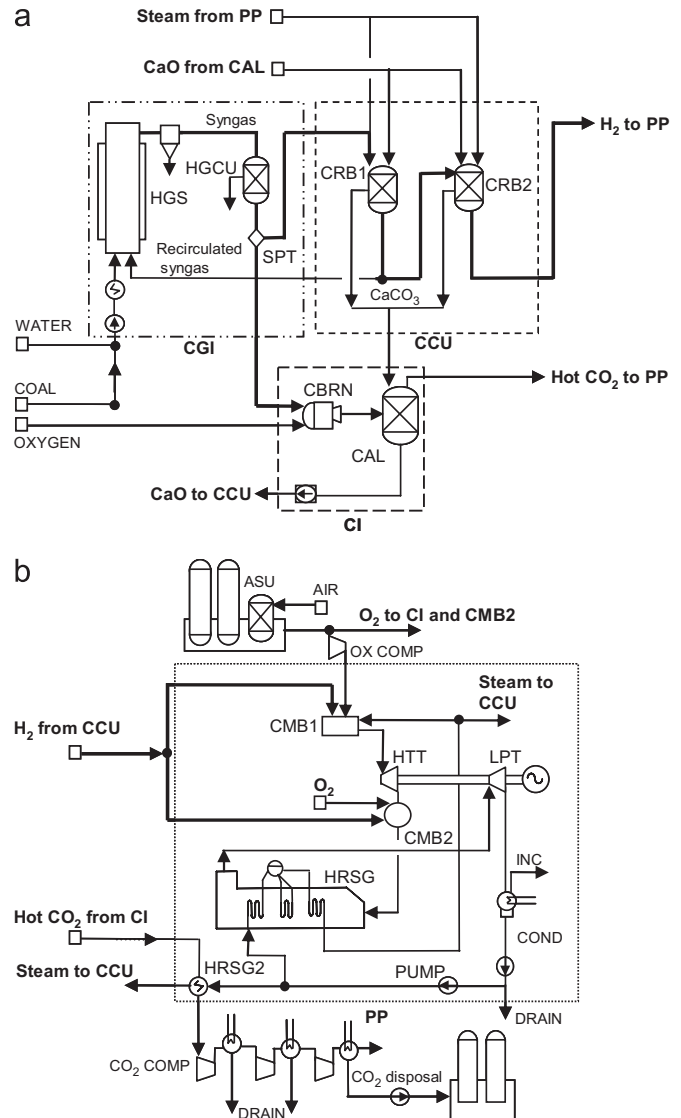 a
Steam from PP
CaO from CAL
Syngas
H2 to PP
HGCU
CRB1
CRB2
HGS
SPT
Recirculated
syngas
CaCO3
WATER
CGI
CCU
COAL
CBRN
Hot CO2 to PP
OXYGEN
CAL
CaO to CCU
CI
b
ASU
AIR
O2 to CI and CMB2
OX COMP
Steam to
CCU
H2 from CCU
CMB1
HTT
LPT
O2
CMB2
INC
HRSG
Hot CO2 from CI
COND
Steam to CCU
HRSG2
PUMP
DRAIN
PP
CO2 COMP
CO2 disposal
DRAIN